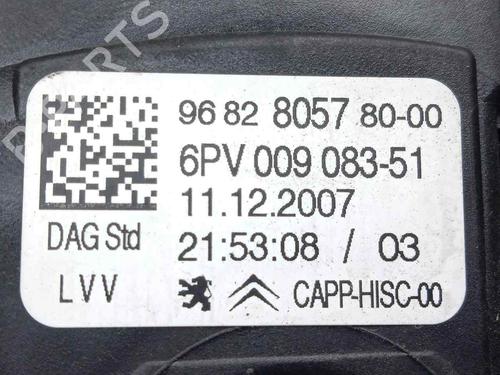 96 82 8057 80-00
6PV 009 083-51
11.12.2007
DAG Std
21:53:08 / 03
LVV
CAPP-HISC-00
PARTS